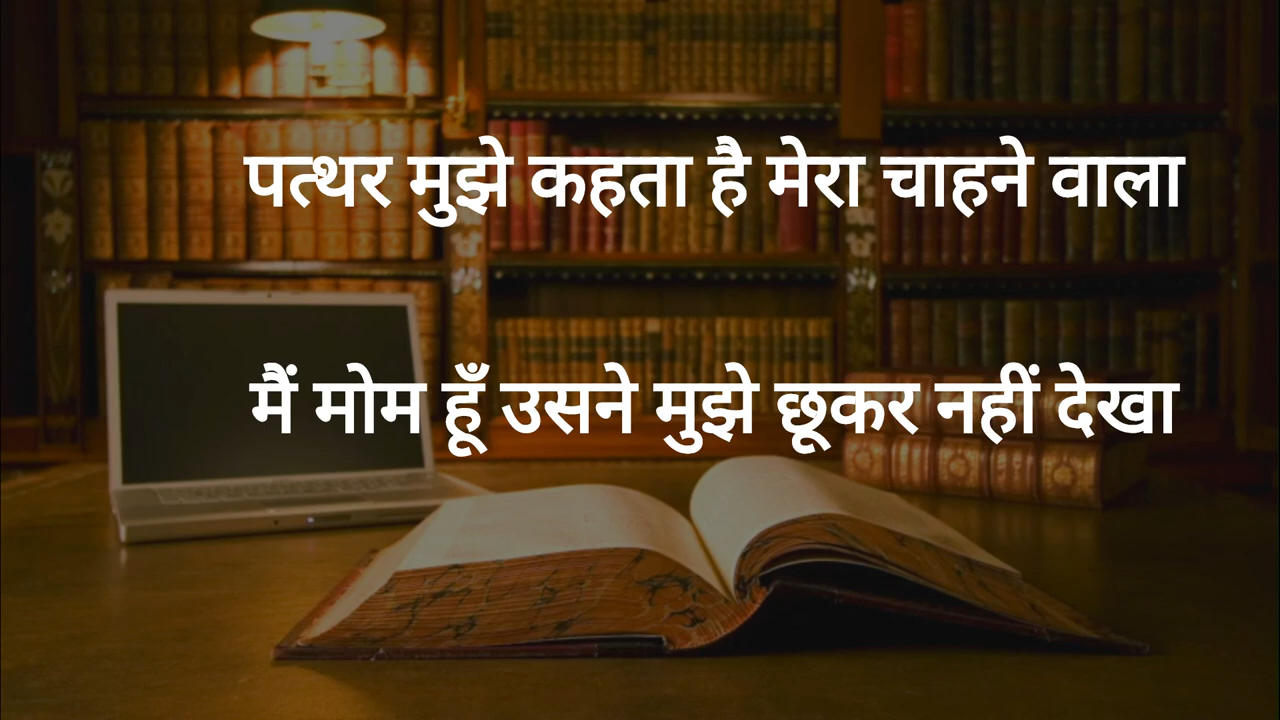 पत्थर मुझे कहता है मेरा चाहने वाला
मैं मोम हूँ उसने मुझे छूकर नहीं देखा